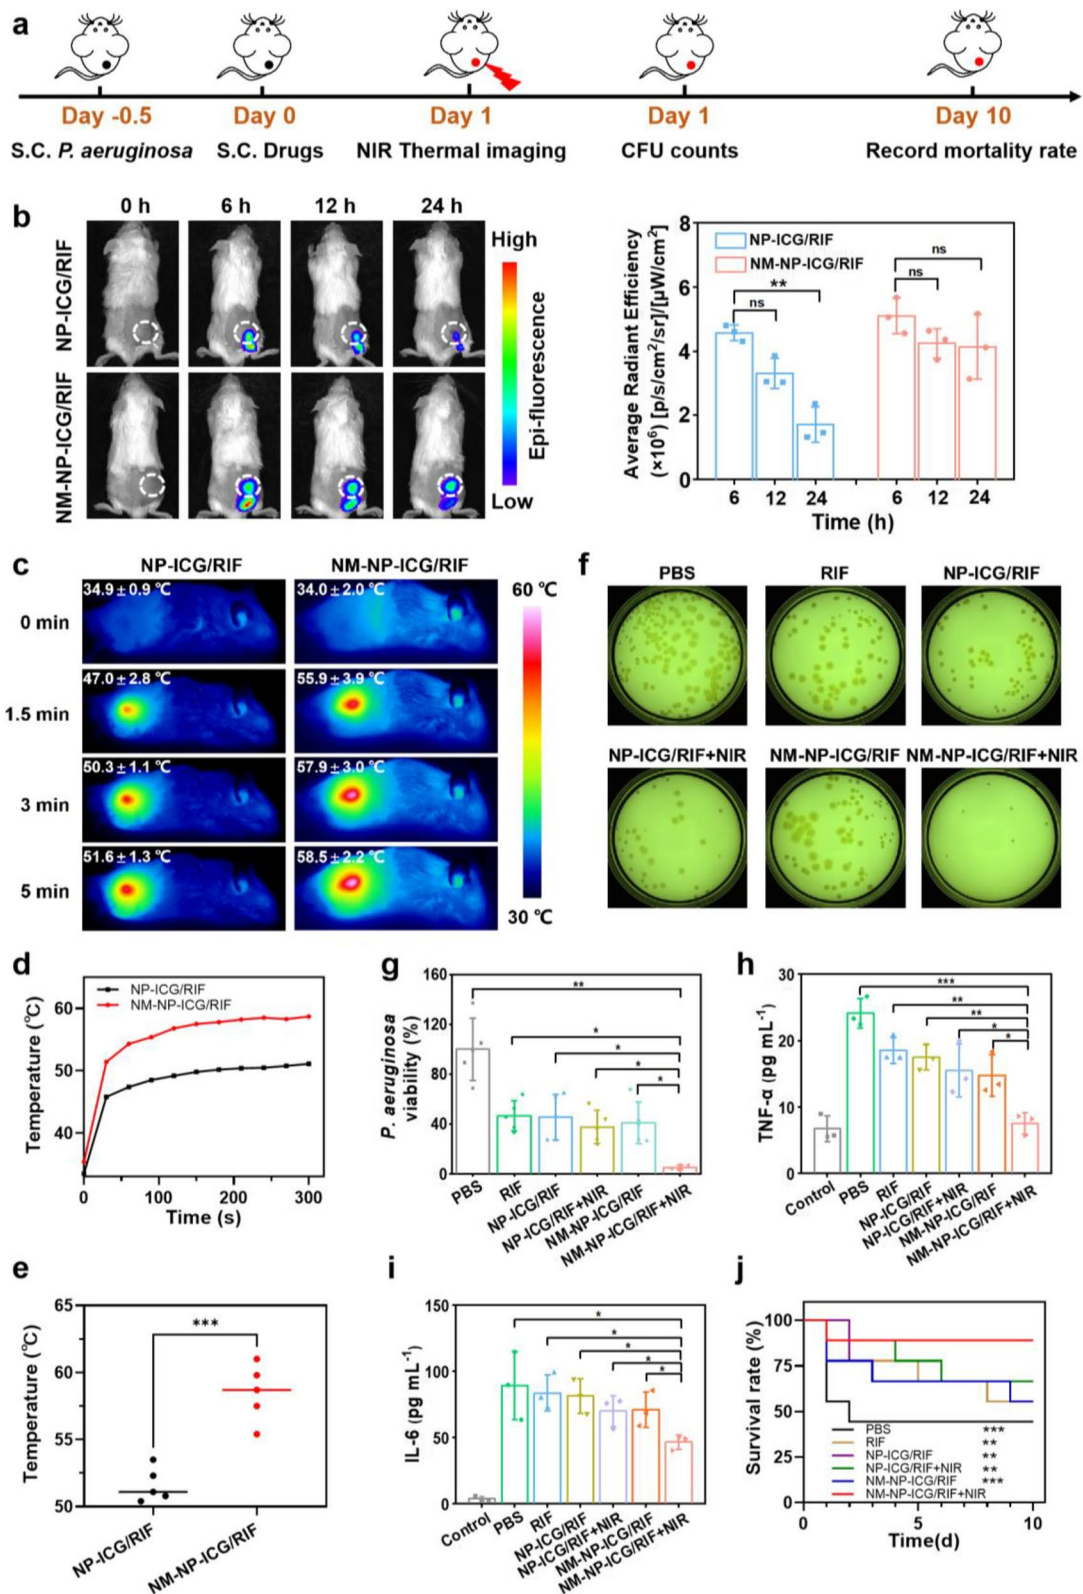 a
Day -0.5
Day 0
Day 1
Day 1
Day 10
S.C. P. aeruginosa
S.C. Drugs
NIR Thermal imaging
CFU counts
Record mortality rate
b
0 h
6 h
12 h
24 h
NP-ICG/RIF
NM-NP-ICG/RIF
High
Epi-fluorescence
Low
Average Radiant Efficiency
(×10⁶) [p/s/cm²/sr]/[µW/cm²]
8
6
4
2
0
NP-ICG/RIF
NM-NP-ICG/RIF
ns
**
ns
ns
6
12
24
6
12
24
Time (h)
c
NP-ICG/RIF
NM-NP-ICG/RIF
0 min
34.9±0.9 ℃
34.0±2.0 ℃
1.5 min
47.0±2.8 ℃
55.9±3.9 ℃
3 min
50.3±1.1 ℃
57.9±3.0 ℃
5 min
51.6±1.3 ℃
58.5±2.2 ℃
60 ℃
30 ℃
f
PBS
RIF
NP-ICG/RIF
NP-ICG/RIF+NIR
NM-NP-ICG/RIF
NM-NP-ICG/RIF+NIR
d
Temperature (℃)
60
50
40
NP-ICG/RIF
NM-NP-ICG/RIF
0
100
200
300
Time (s)
g
P. aeruginosa
viability (%)
160
120
80
40
0
**
*
*
*
*
PBS
RIF
NP-ICG/RIF
NP-ICG/RIF+NIR
NM-NP-ICG/RIF
NM-NP-ICG/RIF+NIR
h
TNF-α (pg mL⁻¹)
30
20
10
0
***
**
**
*
*
Control
PBS
RIF
NP-ICG/RIF
NP-ICG/RIF+NIR
NM-NP-ICG/RIF
NM-NP-ICG/RIF+NIR
e
Temperature (℃)
65
60
55
50
***
NP-ICG/RIF
NM-NP-ICG/RIF
i
IL-6 (pg mL⁻¹)
150
100
50
0
*
*
*
*
*
Control
PBS
RIF
NP-ICG/RIF
NP-ICG/RIF+NIR
NM-NP-ICG/RIF
NM-NP-ICG/RIF+NIR
j
Survival rate (%)
100
75
50
25
0
PBS ***
RIF **
NP-ICG/RIF **
NP-ICG/RIF+NIR **
NM-NP-ICG/RIF ***
NM-NP-ICG/RIF+NIR
0
5
10
Time(d)